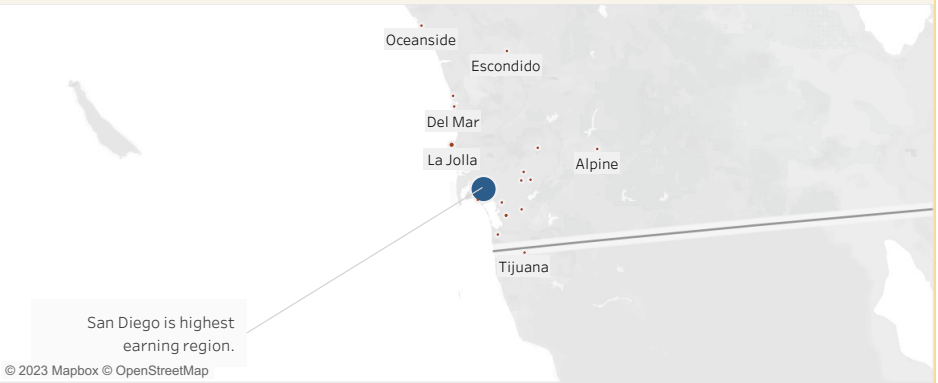 Oceanside
Escondido
Del Mar
La Jolla
Alpine
Tijuana
San Diego is highest
earning region.
© 2023 Mapbox © OpenStreetMap